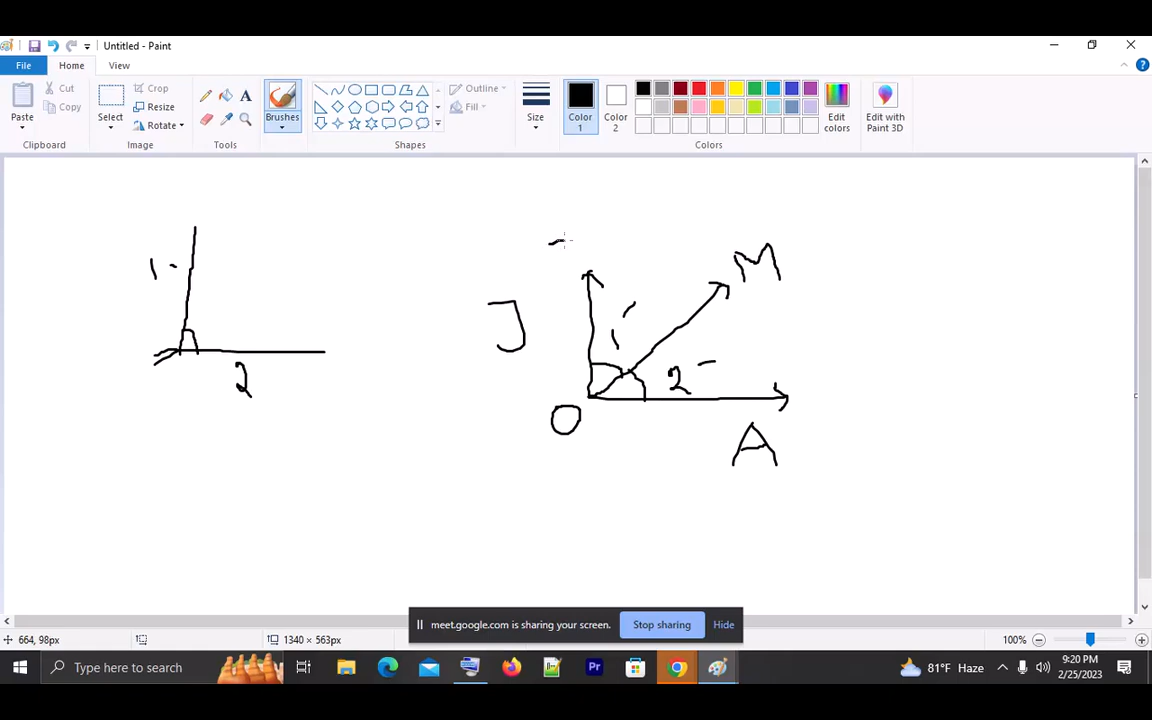 Untitled - Paint
File Home View
Cut
Copy
Paste
Clipboard
Crop
Resize
Rotate
Select
Image
Tools
Brushes
Outline
Fill
Shapes
Size
Color 1
Color 2
Edit colors
Edit with Paint 3D
Colors
1
2
J
1
M
2
O
A
meet.google.com is sharing your screen. Stop sharing Hide
664, 98px 1340 × 563px 100%
Type here to search
Pr
81°F Haze
9:20 PM
2/25/2023